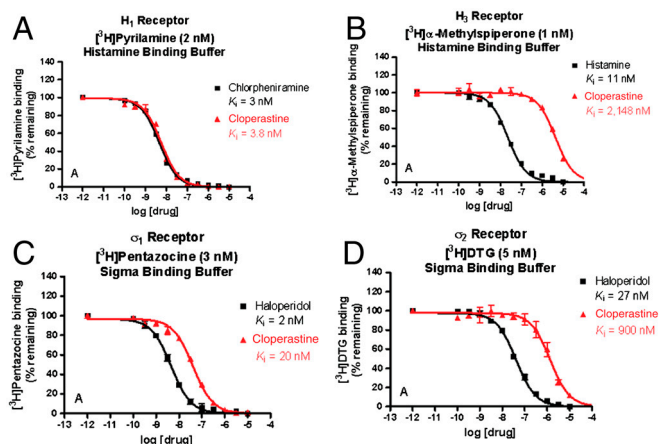 A
H1 Receptor
[3H]Pyrilamine (2 nM)
Histamine Binding Buffer
[3H]Pyrilamine binding
(% remaining)
140
120
100
80
60
40
20
0
Chlorpheniramine
Ki = 3 nM
Cloperastine
Ki = 3.8 nM
A
-13 -12 -11 -10 -9 -8 -7 -6 -5 -4
log [drug]
B
H3 Receptor
[3H]α-Methylspiperone (1 nM)
Histamine Binding Buffer
[3H]α-Methylspiperone binding
(% remaining)
140
120
100
80
60
40
20
0
Histamine
Ki = 11 nM
Cloperastine
Ki = 2,148 nM
A
-13 -12 -11 -10 -9 -8 -7 -6 -5 -4
log [drug]
C
σ1 Receptor
[3H]Pentazocine (3 nM)
Sigma Binding Buffer
[3H]Pentazocine binding
(% remaining)
140
120
100
80
60
40
20
0
Haloperidol
Ki = 2 nM
Cloperastine
Ki = 20 nM
A
-13 -12 -11 -10 -9 -8 -7 -6 -5 -4
log [drug]
D
σ2 Receptor
[3H]DTG (5 nM)
Sigma Binding Buffer
[3H]DTG binding
(% remaining)
140
120
100
80
60
40
20
0
Haloperidol
Ki = 27 nM
Cloperastine
Ki = 900 nM
A
-13 -12 -11 -10 -9 -8 -7 -6 -5 -4
log [drug]